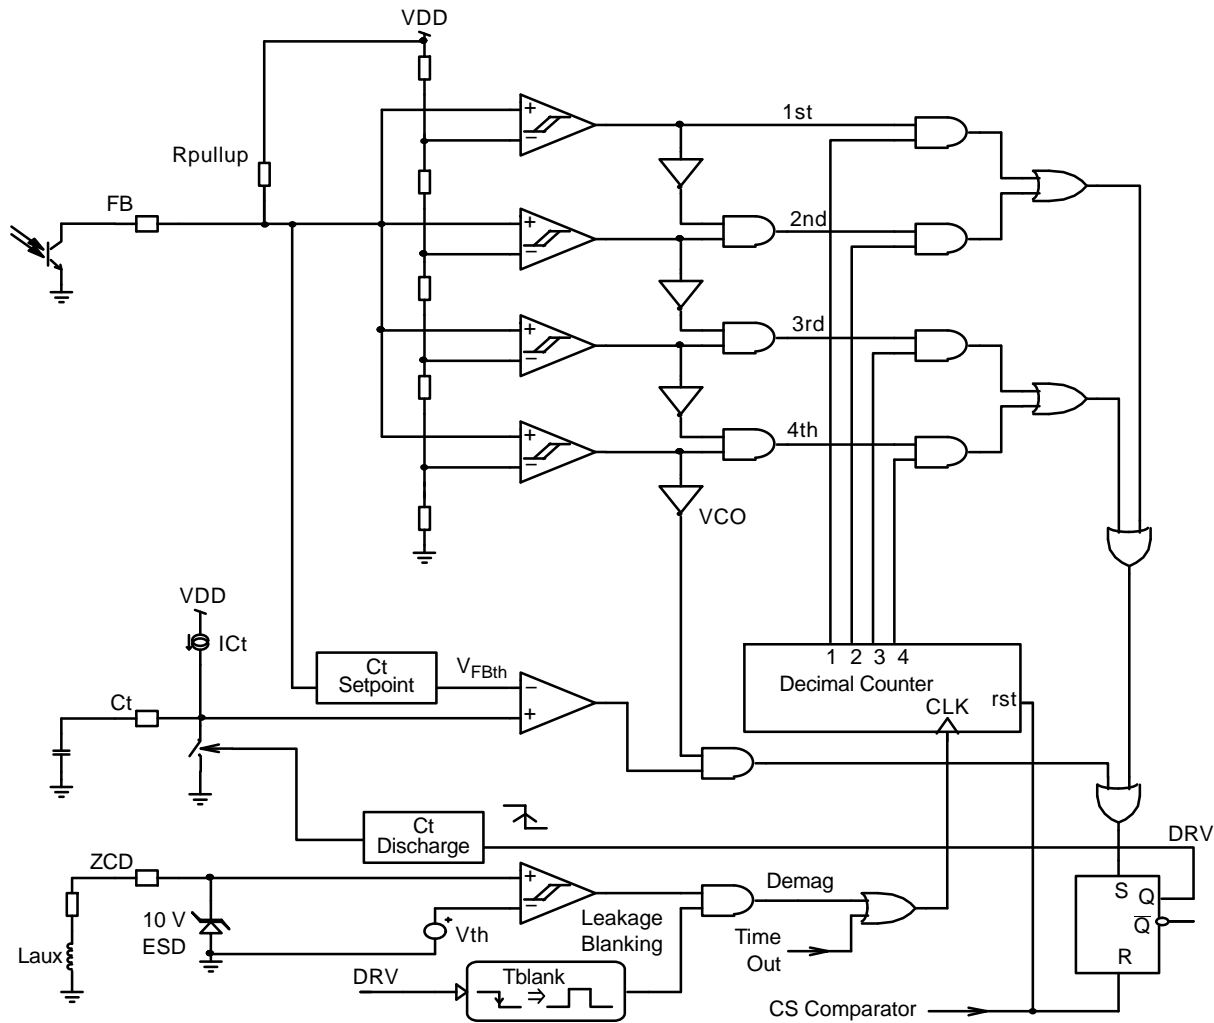 VDD
1st
Rpullup
FB
2nd
3rd
4th
VCO
VDD
ICt
1 2 3 4
Ct
Setpoint
VFBth
Decimal Counter
rst
CLK
Ct
Ct
Discharge
DRV
ZCD
Demag
S
Q
Q
R
10 V
ESD
Vth
Leakage
Blanking
Time
Out
Laux
DRV
Tblank
⇒
CS Comparator
+
−
+
−
+
−
+
−
−
+
+
−
+